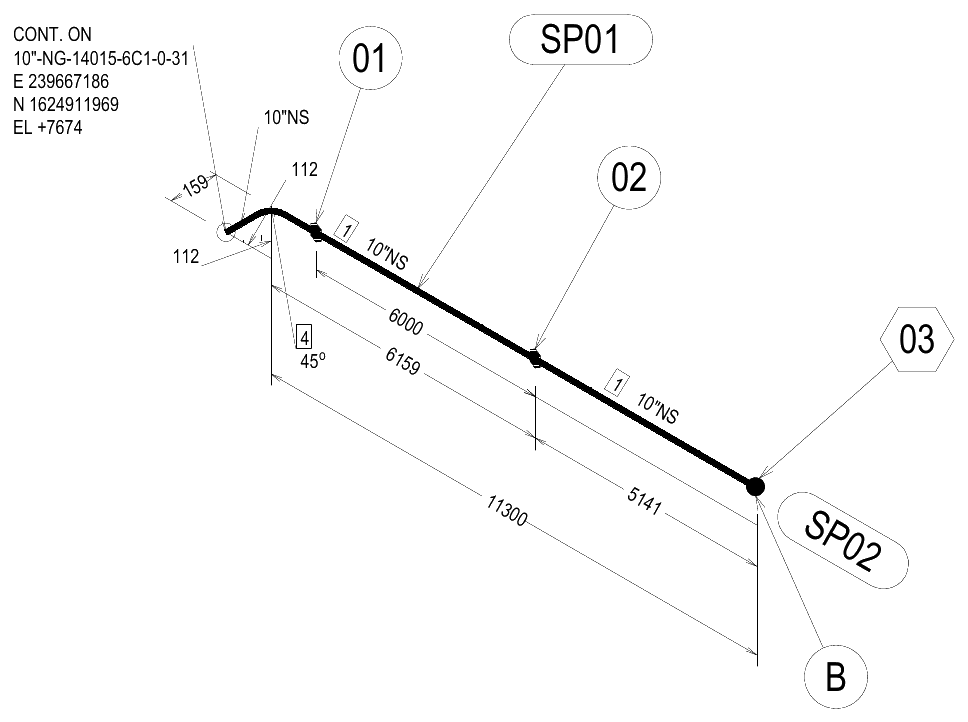 CONT. ON
10"-NG-14015-6C1-0-31
E 239667186
N 1624911969
EL +7674
01
SP01
10"NS
112
159
02
112
1
10"NS
6000
6159
4
45°
03
1
10"NS
5141
11300
SP02
B